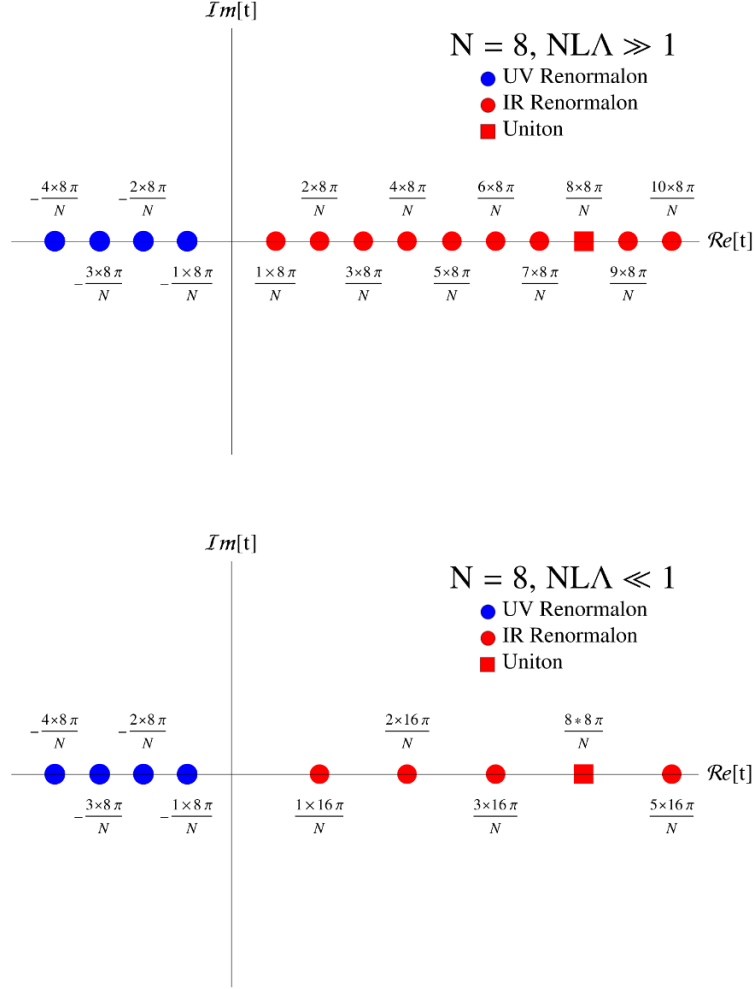 Im[t]
N = 8, NLΛ ≫ 1
UV Renormalon
IR Renormalon
Uniton
-4×8π/N
-2×8π/N
2×8π/N
4×8π/N
6×8π/N
8×8π/N
10×8π/N
Re[t]
-3×8π/N
-1×8π/N
1×8π/N
3×8π/N
5×8π/N
7×8π/N
9×8π/N
Im[t]
N = 8, NLΛ ≪ 1
UV Renormalon
IR Renormalon
Uniton
-4×8π/N
-2×8π/N
2×16π/N
8*8π/N
Re[t]
-3×8π/N
-1×8π/N
1×16π/N
3×16π/N
5×16π/N